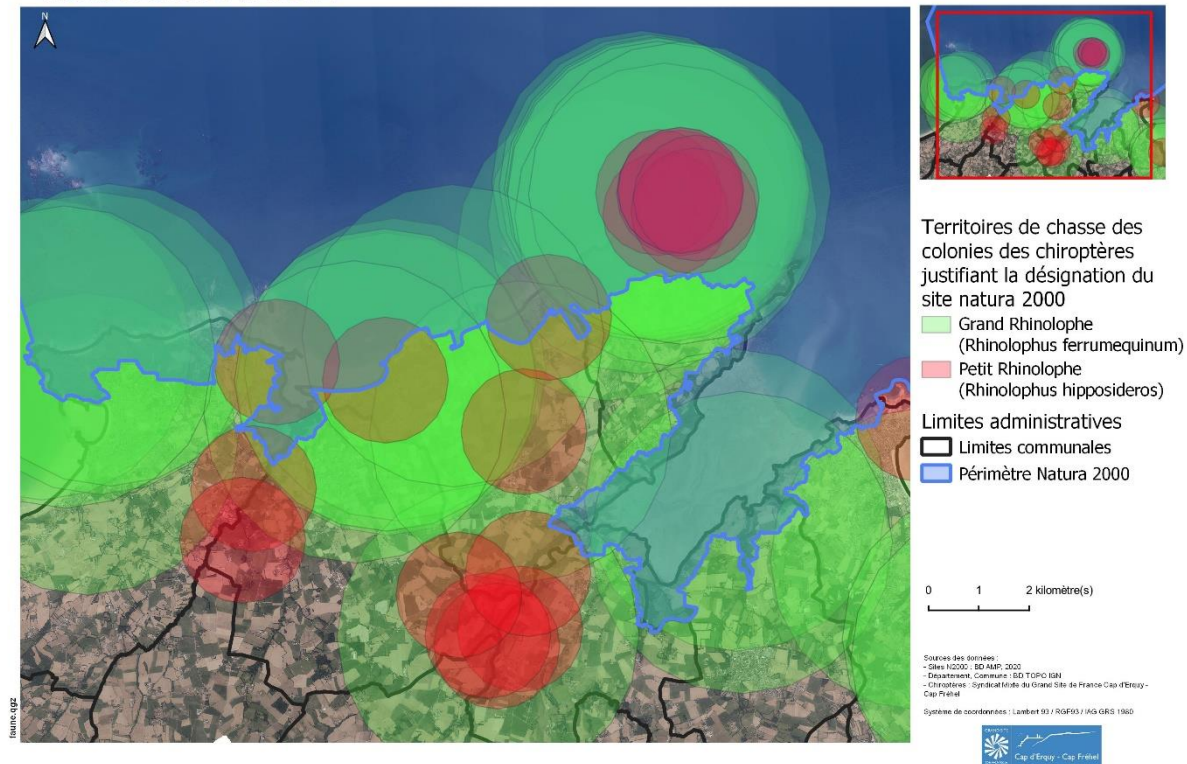 N
Territoires de chasse des
colonies des chiroptères
justifiant la désignation du
site natura 2000
Grand Rhinolophe
(Rhinolophus ferrumequinum)
Petit Rhinolophe
(Rhinolophus hipposideros)
Limites administratives
Limites communales
Périmètre Natura 2000
0 1 2 kilomètre(s)
Sources des données :
- Sites N2000 : BD AMP, 2020
- Département, Commune : BD TOPO IGN
- Chiroptères : Syndicat Mixte du Grand Site de France Cap d'Erquy -
Cap Fréhel
Système de coordonnées : Lambert 93 / RGF93 / IAG GRS 1980
Cap d'Erquy - Cap Fréhel
faune.qgz